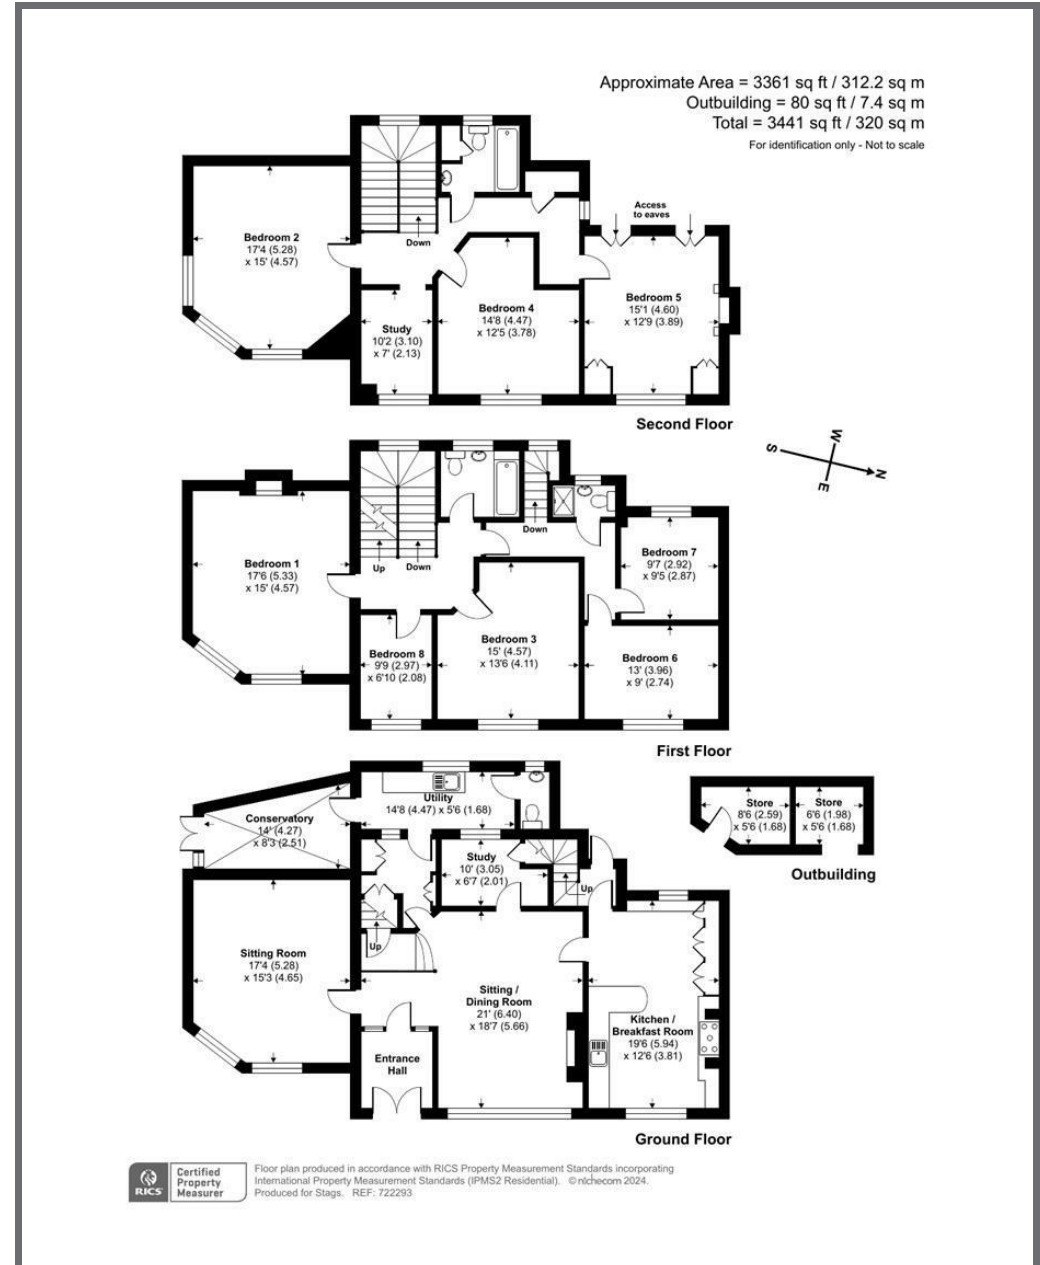 Approximate Area = 3361 sq ft / 312.2 sq m
Outbuilding = 80 sq ft / 7.4 sq m
Total = 3441 sq ft / 320 sq m
For identification only - Not to scale
Access
to eaves
Down
Bedroom 2
17'4 (5.28)
x 15' (4.57)
Study
10'2 (3.10)
x 7' (2.13)
Bedroom 4
14'8 (4.47)
x 12'5 (3.78)
Bedroom 5
15'1 (4.60)
x 12'9 (3.89)
Second Floor
S
W
N
E
Bedroom 1
17'6 (5.33)
x 15' (4.57)
Up
Down
Down
Bedroom 7
9'7 (2.92)
x 9'5 (2.87)
Bedroom 8
9'9 (2.97)
x 6'10 (2.08)
Bedroom 3
15' (4.57)
x 13'6 (4.11)
Bedroom 6
13' (3.96)
x 9' (2.74)
First Floor
Conservatory
14' (4.27)
x 8'3 (2.51)
Utility
14'8 (4.47) x 5'6 (1.68)
Study
10' (3.05)
x 6'7 (2.01)
Up
Up
Store
8'6 (2.59)
x 5'6 (1.68)
Store
6'6 (1.98)
x 5'6 (1.68)
Outbuilding
Sitting Room
17'4 (5.28)
x 15'3 (4.65)
Sitting /
Dining Room
21' (6.40)
x 18'7 (5.66)
Kitchen /
Breakfast Room
19'6 (5.94)
x 12'6 (3.81)
Entrance
Hall
Ground Floor
RICS
Certified
Property
Measurer
Floor plan produced in accordance with RICS Property Measurement Standards incorporating
International Property Measurement Standards (IPMS2 Residential). © nichecom 2024.
Produced for Stags. REF: 722293